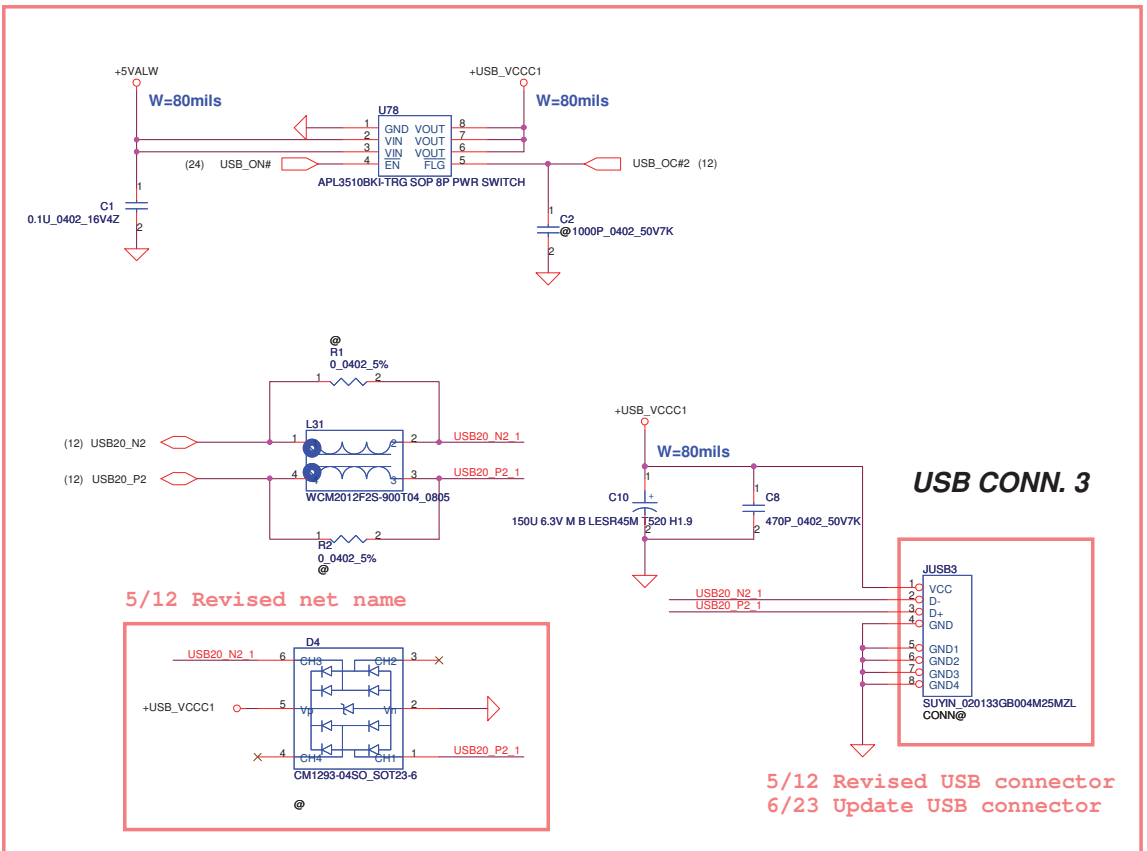 +5VALW
W=80mils
+USB_VCCC1
W=80mils
U78
1 GND VOUT 8
2 VIN VOUT 7
3 VIN VOUT 6
(24) USB_ON# 4 EN FLG 5 USB_OC#2 (12)
APL3510BKI-TRG SOP 8P PWR SWITCH
1
C1
0.1U_0402_16V4Z
2
1
C2
@1000P_0402_50V7K
2
@
R1
0_0402_5%
1 2
L31
(12) USB20_N2 1 2 2 USB20_N2_1
(12) USB20_P2 4 3 3 USB20_P2_1
WCM2012F2S-900T04_0805
1 2
R2
0_0402_5%
@
+USB_VCCC1
W=80mils
1
C10 +
150U 6.3V M B LESR45M T520 H1.9
2
1
C8
470P_0402_50V7K
2
USB CONN. 3
JUSB3
1 VCC
USB20_N2_1 2 D-
USB20_P2_1 3 D+
4 GND
5 GND1
6 GND2
7 GND3
8 GND4
SUYIN_020133GB004M25MZL
CONN@
5/12 Revised USB connector
6/23 Update USB connector
5/12 Revised net name
D4
USB20_N2_1 6 CH3 CH2 3
+USB_VCCC1 5 Vp Vn 2
4 CH4 CH1 1 USB20_P2_1
CM1293-04SO_SOT23-6
@